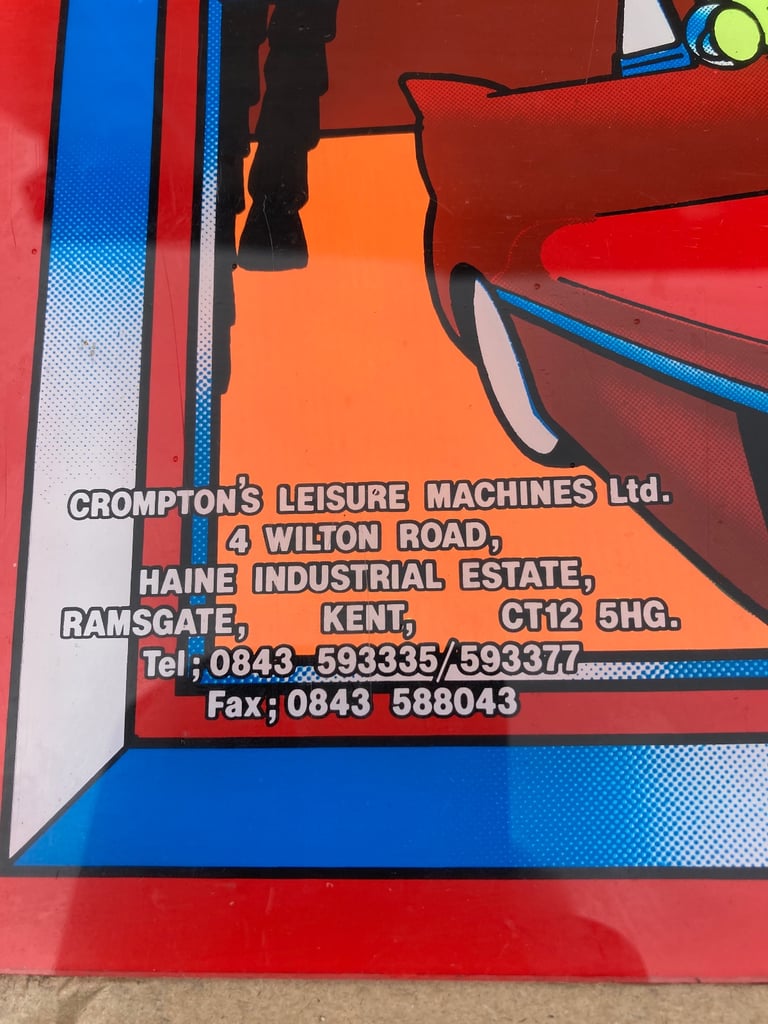 CROMPTON'S LEISURE MACHINES Ltd.
4 WILTON ROAD,
HAINE INDUSTRIAL ESTATE,
RAMSGATE, KENT, CT12 5HG.
Tel; 0843 593335/593377
Fax; 0843 588043